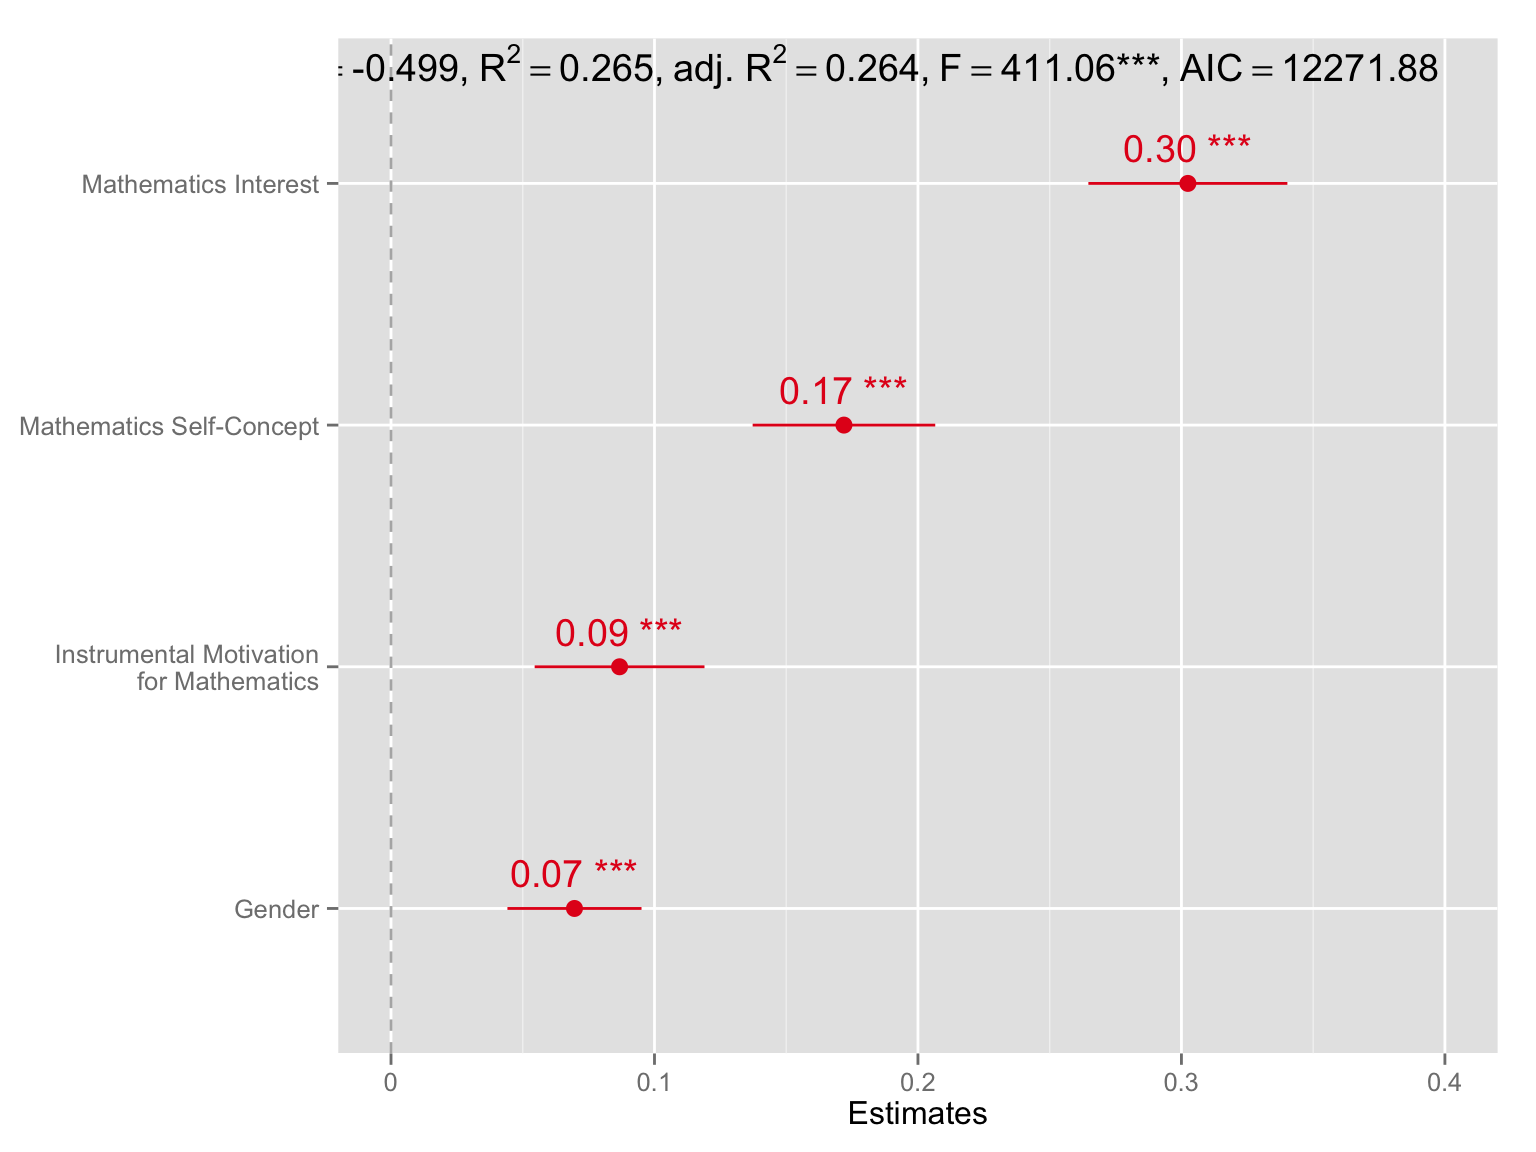 = -0.499, R² = 0.265, adj. R² = 0.264, F = 411.06***, AIC = 12271.88
0.30 ***
Mathematics Interest
0.17 ***
Mathematics Self-Concept
0.09 ***
Instrumental Motivation
for Mathematics
0.07 ***
Gender
0 0.1 0.2 0.3 0.4
Estimates